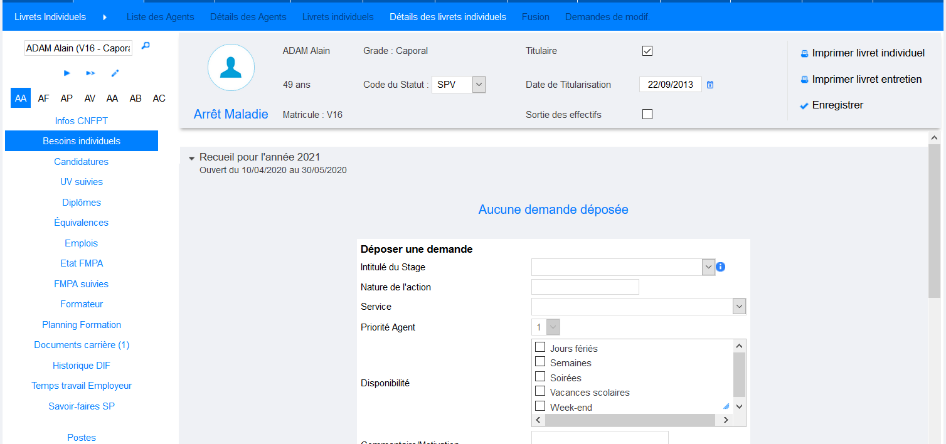 Livrets Individuels Liste des Agents Détails des Agents Livrets individuels Détails des livrets individuels Fusion Demandes de modif.
ADAM Alain (V16 - Capora
AA AF AP AV AA AB AC
Infos CNFPT
Besoins individuels
Candidatures
UV suivies
Diplômes
Équivalences
Emplois
Etat FMPA
FMPA suivies
Formateur
Planning Formation
Documents carrière (1)
Historique DIF
Temps travail Employeur
Savoir-faires SP
Postes
ADAM Alain Grade : Caporal Titulaire
49 ans Code du Statut : SPV Date de Titularisation 22/09/2013
Arrêt Maladie Matricule : V16 Sortie des effectifs
Imprimer livret individuel
Imprimer livret entretien
Enregistrer
Recueil pour l'année 2021
Ouvert du 10/04/2020 au 30/05/2020
Aucune demande déposée
Déposer une demande
Intitulé du Stage
Nature de l'action
Service
Priorité Agent 1
Disponibilité
Jours fériés
Semaines
Soirées
Vacances scolaires
Week-end
Commentaire/Motivation